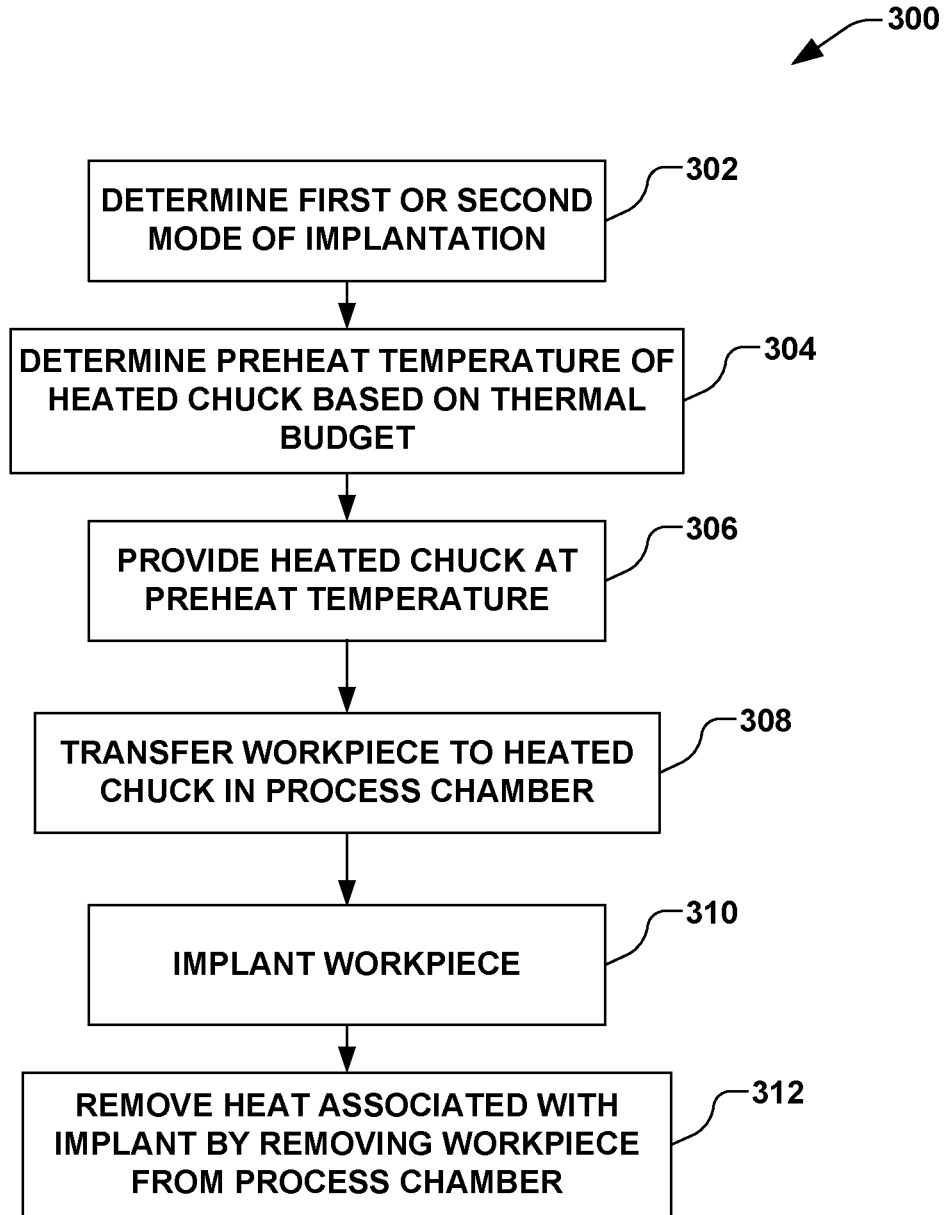 300
302
DETERMINE FIRST OR SECOND
MODE OF IMPLANTATION
304
DETERMINE PREHEAT TEMPERATURE OF
HEATED CHUCK BASED ON THERMAL
BUDGET
306
PROVIDE HEATED CHUCK AT
PREHEAT TEMPERATURE
308
TRANSFER WORKPIECE TO HEATED
CHUCK IN PROCESS CHAMBER
310
IMPLANT WORKPIECE
312
REMOVE HEAT ASSOCIATED WITH
IMPLANT BY REMOVING WORKPIECE
FROM PROCESS CHAMBER